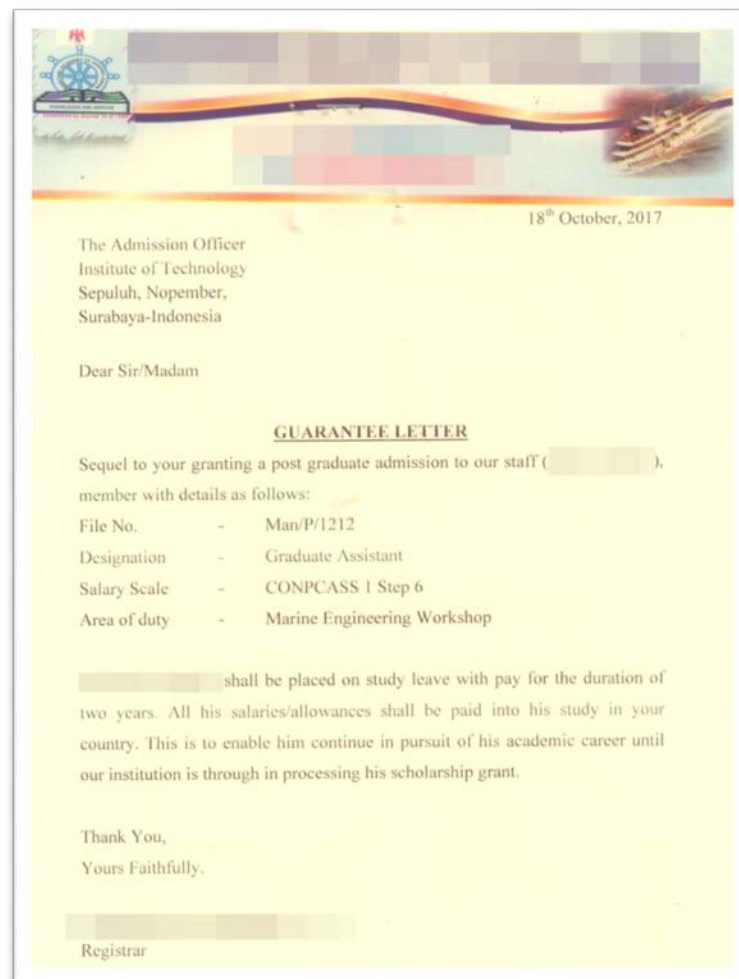 18th October, 2017
The Admission Officer
Institute of Technology
Sepuluh, Nopember,
Surabaya-Indonesia
Dear Sir/Madam
GUARANTEE LETTER
Sequel to your granting a post graduate admission to our staff ( ),
member with details as follows:
File No. - Man/P/1212
Designation - Graduate Assistant
Salary Scale - CONPCASS 1 Step 6
Area of duty - Marine Engineering Workshop
shall be placed on study leave with pay for the duration of
two years. All his salaries/allowances shall be paid into his study in your
country. This is to enable him continue in pursuit of his academic career until
our institution is through in processing his scholarship grant.
Thank You,
Yours Faithfully.
Registrar